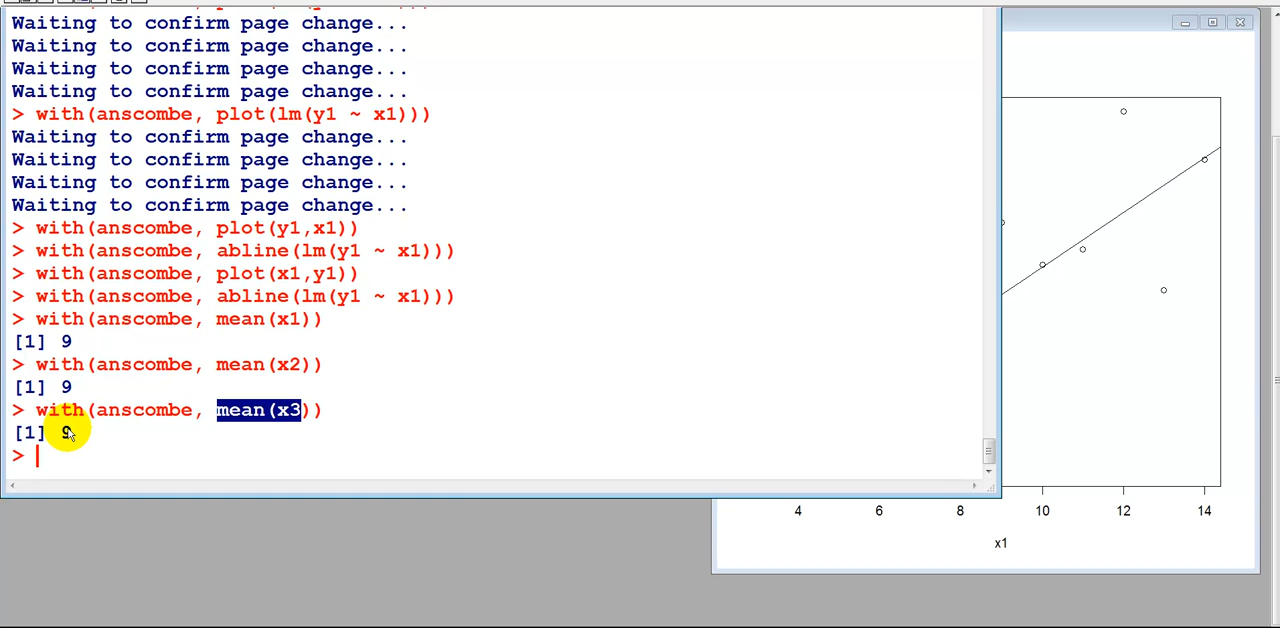 Waiting to confirm page change...
Waiting to confirm page change...
Waiting to confirm page change...
Waiting to confirm page change...
> with(anscombe, plot(lm(y1 ~ x1)))
Waiting to confirm page change...
Waiting to confirm page change...
Waiting to confirm page change...
Waiting to confirm page change...
> with(anscombe, plot(y1,x1))
> with(anscombe, abline(lm(y1 ~ x1)))
> with(anscombe, plot(x1,y1))
> with(anscombe, abline(lm(y1 ~ x1)))
> with(anscombe, mean(x1))
[1] 9
> with(anscombe, mean(x2))
[1] 9
> with(anscombe, mean(x3))
[1] 9
>
4 6 8 10 12 14
x1